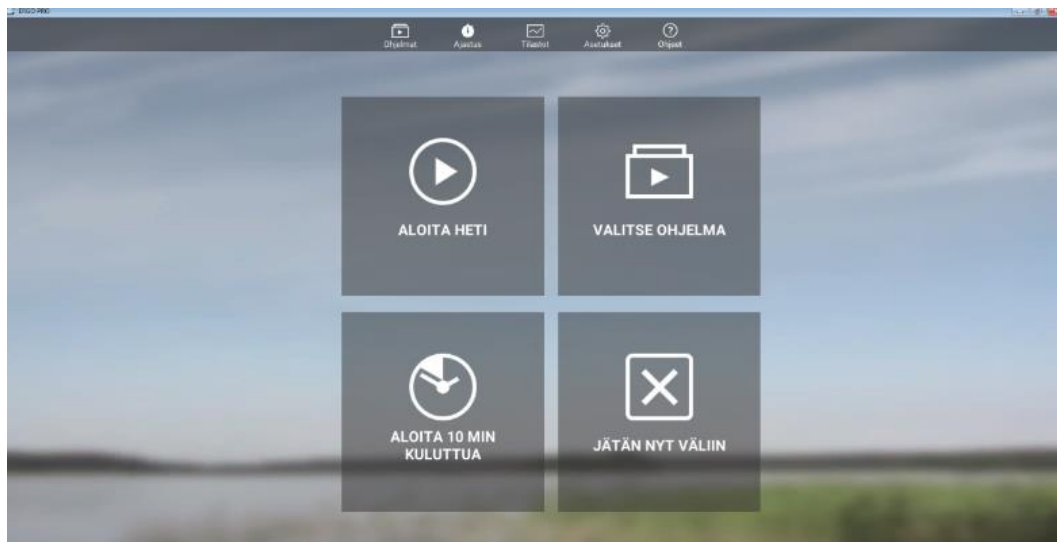 Ohjelmat
Ajastus
Tilastot
Asetukset
Ohjeet
ALOITA HETI
VALITSE OHJELMA
ALOITA 10 MIN
KULUTTUA
JÄTÄN NYT VÄLIIN